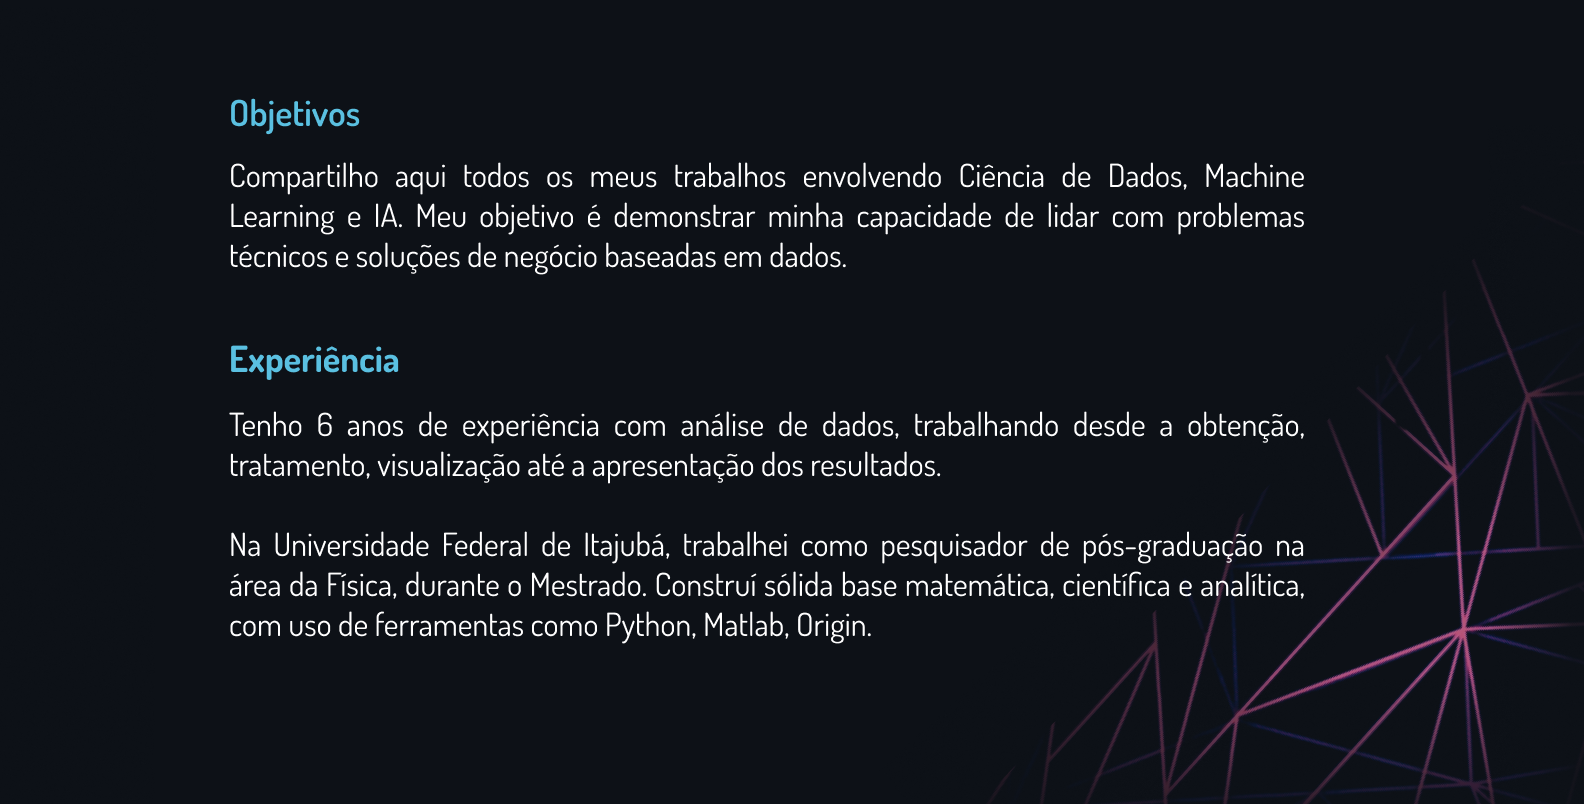 Objetivos
Compartilho aqui todos os meus trabalhos envolvendo Ciência de Dados, Machine
Learning e IA. Meu objetivo é demonstrar minha capacidade de lidar com problemas
técnicos e soluções de negócio baseadas em dados.
Experiência
Tenho 6 anos de experiência com análise de dados, trabalhando desde a obtenção,
tratamento, visualização até a apresentação dos resultados.
Na Universidade Federal de Itajubá, trabalhei como pesquisador de pós-graduação na
área da Física, durante o Mestrado. Construí sólida base matemática, científica e analítica,
com uso de ferramentas como Python, Matlab, Origin.